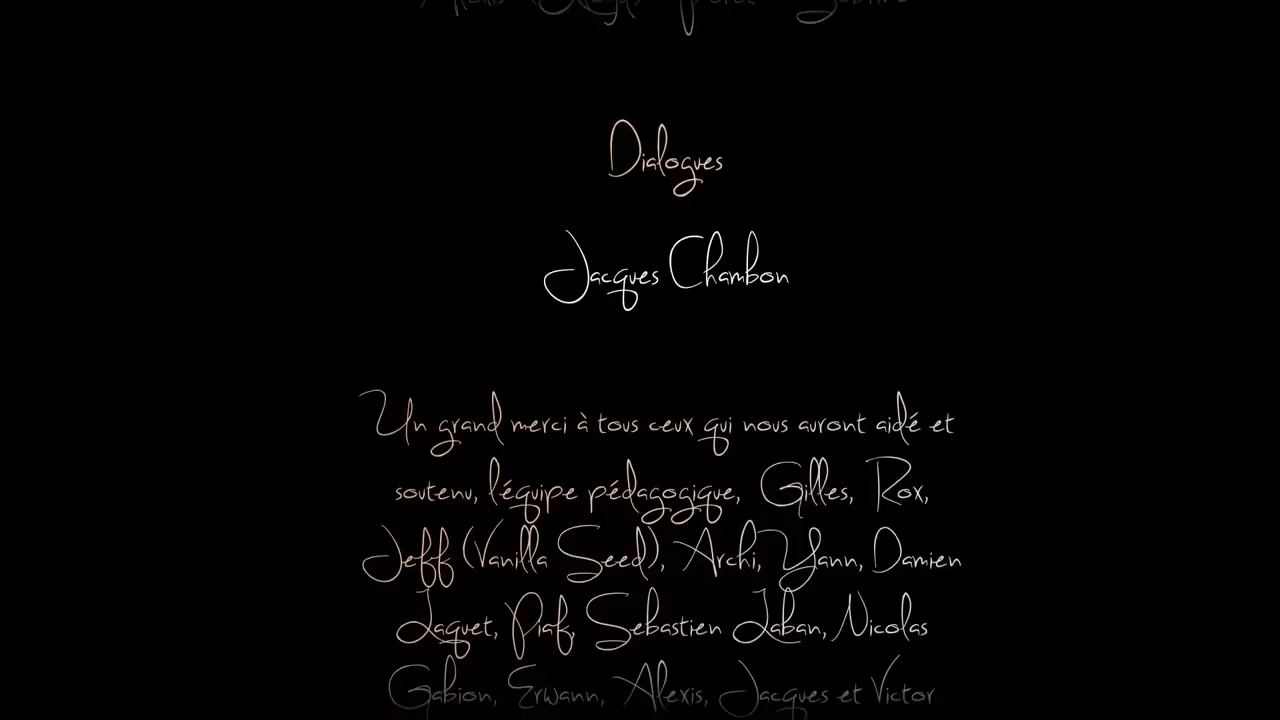 Dialogues
Jacques Chambon
Un grand merci à tous ceux qui nous auront aidé et
soutenu, l'équipe pédagogique, Gilles, Rox,
Jeff (Vanilla Seed), Archi, Yann, Damien
Laquet, Piaf, Sebastien Laban, Nicolas
Gabion, Erwann, Alexis, Jacques et Victor